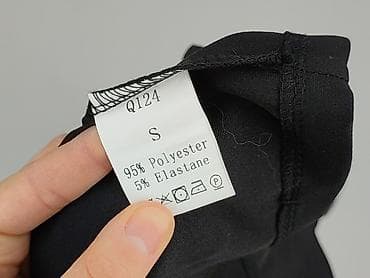 Q124
S
95% Polyester
5% Elastane
P